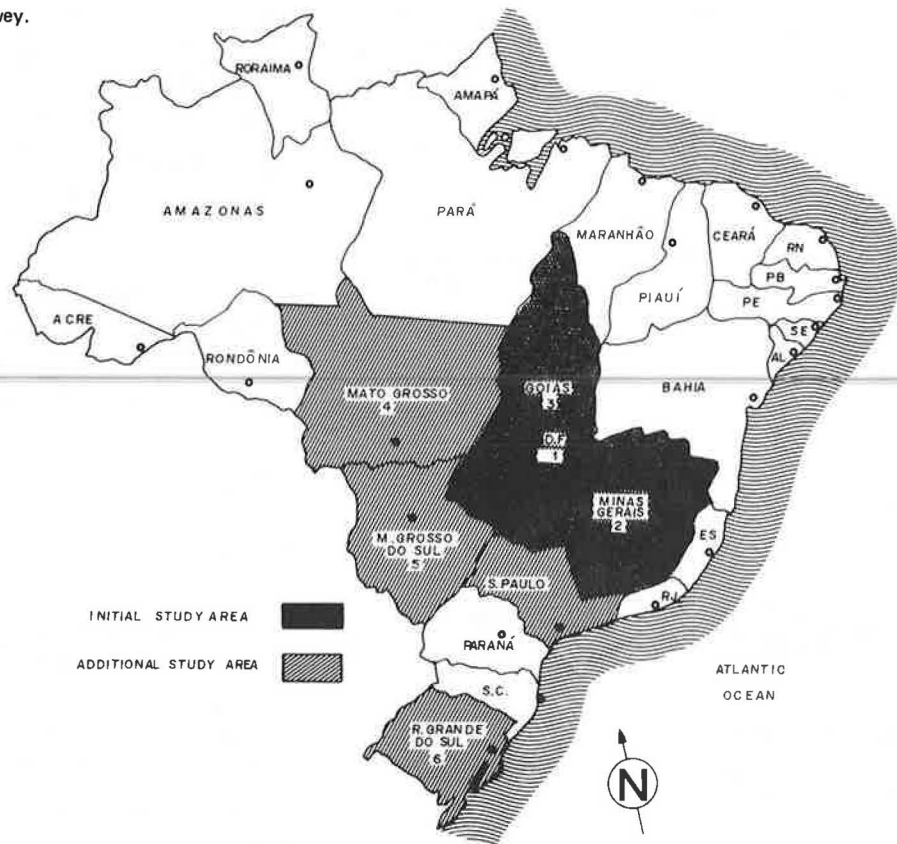 vey.
RORAIMA
AMAPÁ
AMAZONAS
PARÁ
MARANHÃO
CEARÁ
RN
PB
PIAUÍ
PE
ACRE
SE
AL
RONDÔNIA
BAHIA
MATO GROSSO
4
GOIÁS
3
D.F
1
MINAS
GERAIS
2
M. GROSSO
DO SUL
5
ES
S. PAULO
RJ
INITIAL STUDY AREA
PARANÁ
ADDITIONAL STUDY AREA
ATLANTIC
OCEAN
S.C.
R. GRANDE
DO SUL
6
N